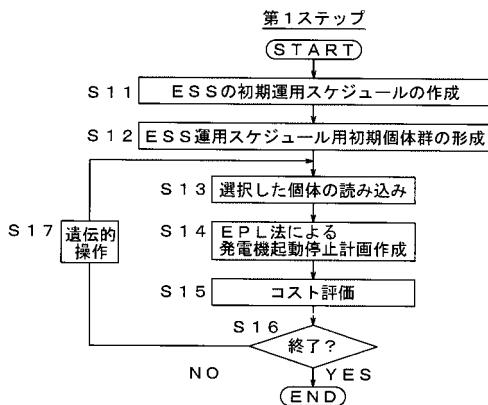 第1ステップ
START
S11
ESSの初期運用スケジュールの作成
S12
ESS運用スケジュール用初期個体群の形成
S13
選択した個体の読み込み
S17
遺伝的
操作
S14
EPL法による
発電機起動停止計画作成
S15
コスト評価
S16
終了?
NO
YES
END